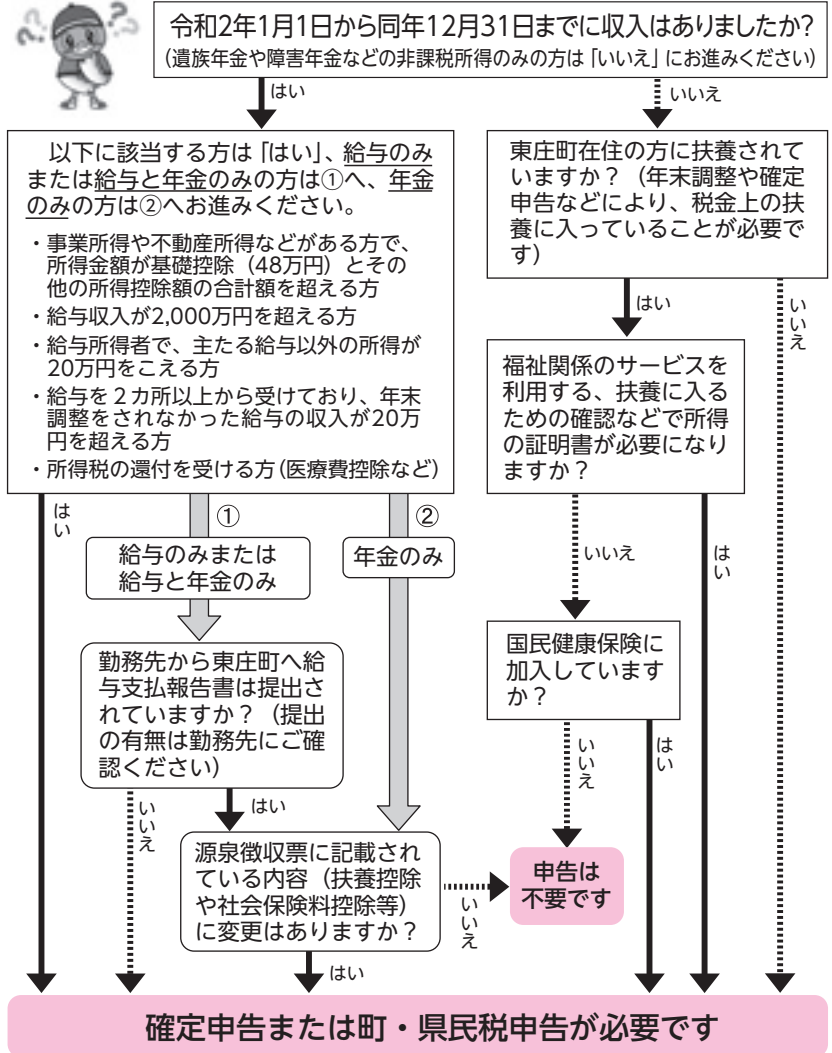 令和2年1月1日から同年12月31日までに収入はありましたか?
(遺族年金や障害年金などの非課税所得のみの方は「いいえ」にお進みください)
はい
いいえ
以下に該当する方は「はい」、給与のみ
または給与と年金のみの方は①へ、年金
のみの方は②へお進みください。
・事業所得や不動産所得などがある方で、
所得金額が基礎控除（48万円）とその
他の所得控除額の合計額を超える方
・給与収入が2,000万円を超える方
・給与所得者で、主たる給与以外の所得が
20万円をこえる方
・給与を２カ所以上から受けており、年末
調整をされなかった給与の収入が20万
円を超える方
・所得税の還付を受ける方(医療費控除など)
東庄町在住の方に扶養されて
いますか？（年末調整や確定
申告などにより、税金上の扶
養に入っていることが必要で
す）
はい
いいえ
福祉関係のサービスを
利用する、扶養に入る
ための確認などで所得
の証明書が必要になり
ますか？
はい
①
②
給与のみまたは
給与と年金のみ
年金のみ
いいえ
はい
勤務先から東庄町へ給
与支払報告書は提出さ
れていますか？（提出
の有無は勤務先にご確
認ください）
国民健康保険に
加入しています
か？
いいえ
はい
いいえ
はい
源泉徴収票に記載され
ている内容（扶養控除
や社会保険料控除等）
に変更はありますか？
いいえ
申告は
不要です
はい
確定申告または町・県民税申告が必要です